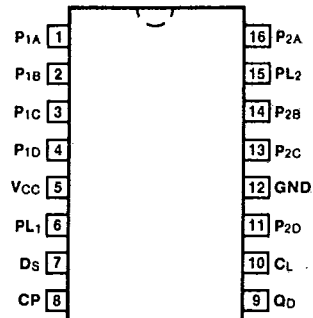 P1A 1 16 P2A
P1B 2 15 PL2
P1C 3 14 P2B
P1D 4 13 P2C
VCC 5 12 GND
PL1 6 11 P2D
DS 7 10 CL
CP 8 9 QD